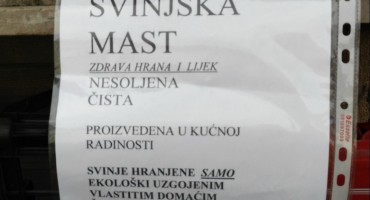 SVINJSKA
MAST
ZDRAVA HRANA I LIJEK
NESOLJENA
ČISTA
PROIZVEDENA U KUĆNOJ
RADINOSTI
SVINJE HRANJENE SAMO
EKOLOŠKI UZGOJENIM
VLASTITIM DOMAĆIM